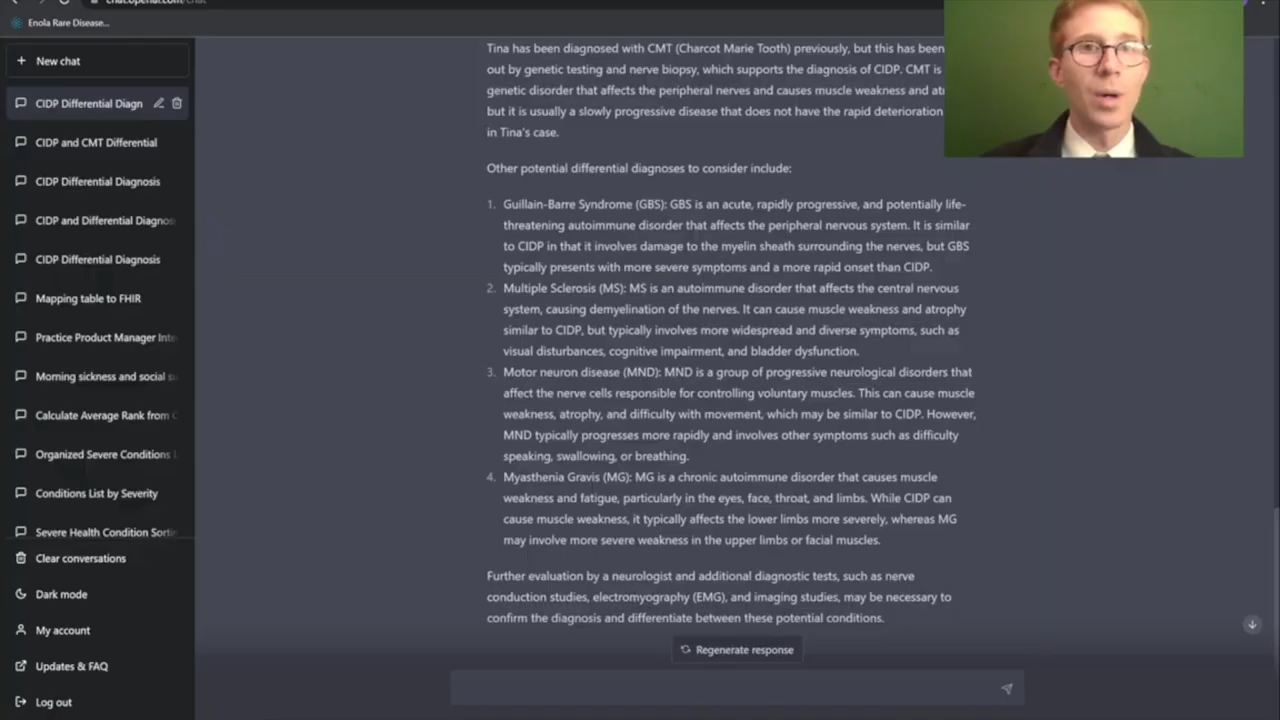 chat.openai.com/chat
Enola Rare Disease...
New chat
CIDP Differential Diagn
CIDP and CMT Differential
CIDP Differential Diagnosis
CIDP and Differential Diagnos
CIDP Differential Diagnosis
Mapping table to FHIR
Practice Product Manager Inte
Morning sickness and social s
Calculate Average Rank from C
Organized Severe Conditions L
Conditions List by Severity
Severe Health Condition Sortin
Clear conversations
Dark mode
My account
Updates & FAQ
Log out
Tina has been diagnosed with CMT (Charcot Marie Tooth) previously, but this has been
out by genetic testing and nerve biopsy, which supports the diagnosis of CIDP. CMT is
genetic disorder that affects the peripheral nerves and causes muscle weakness and at
but it is usually a slowly progressive disease that does not have the rapid deterioration
in Tina's case.
Other potential differential diagnoses to consider include:
1. Guillain-Barre Syndrome (GBS): GBS is an acute, rapidly progressive, and potentially life-
threatening autoimmune disorder that affects the peripheral nervous system. It is similar
to CIDP in that it involves damage to the myelin sheath surrounding the nerves, but GBS
typically presents with more severe symptoms and a more rapid onset than CIDP.
2. Multiple Sclerosis (MS): MS is an autoimmune disorder that affects the central nervous
system, causing demyelination of the nerves. It can cause muscle weakness and atrophy
similar to CIDP, but typically involves more widespread and diverse symptoms, such as
visual disturbances, cognitive impairment, and bladder dysfunction.
3. Motor neuron disease (MND): MND is a group of progressive neurological disorders that
affect the nerve cells responsible for controlling voluntary muscles. This can cause muscle
weakness, atrophy, and difficulty with movement, which may be similar to CIDP. However,
MND typically progresses more rapidly and involves other symptoms such as difficulty
speaking, swallowing, or breathing.
4. Myasthenia Gravis (MG): MG is a chronic autoimmune disorder that causes muscle
weakness and fatigue, particularly in the eyes, face, throat, and limbs. While CIDP can
cause muscle weakness, it typically affects the lower limbs more severely, whereas MG
may involve more severe weakness in the upper limbs or facial muscles.
Further evaluation by a neurologist and additional diagnostic tests, such as nerve
conduction studies, electromyography (EMG), and imaging studies, may be necessary to
confirm the diagnosis and differentiate between these potential conditions.
Regenerate response